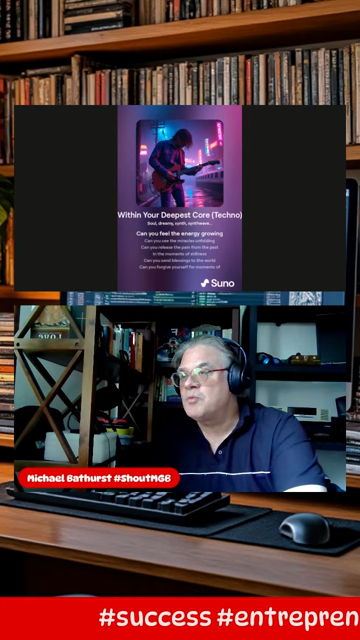 Within Your Deepest Core (Techno)
Soul, dreamy, synth, synthwave...
Can you feel the energy growing
Can you see the miracles unfolding
Can you release the pain from the past
In the moments of stillness
Can you send blessings to the world
Can you forgive yourself for moments of
Suno
LOVE
Michael Bathurst #ShoutMGB
#success #entrepren